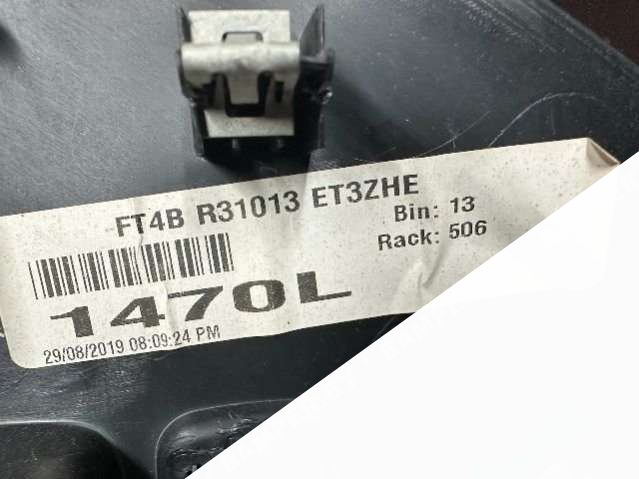 FT4B R31013 ET3ZHE
Bin: 13
Rack: 506
1470L
29/08/2019 08:09:24 PM